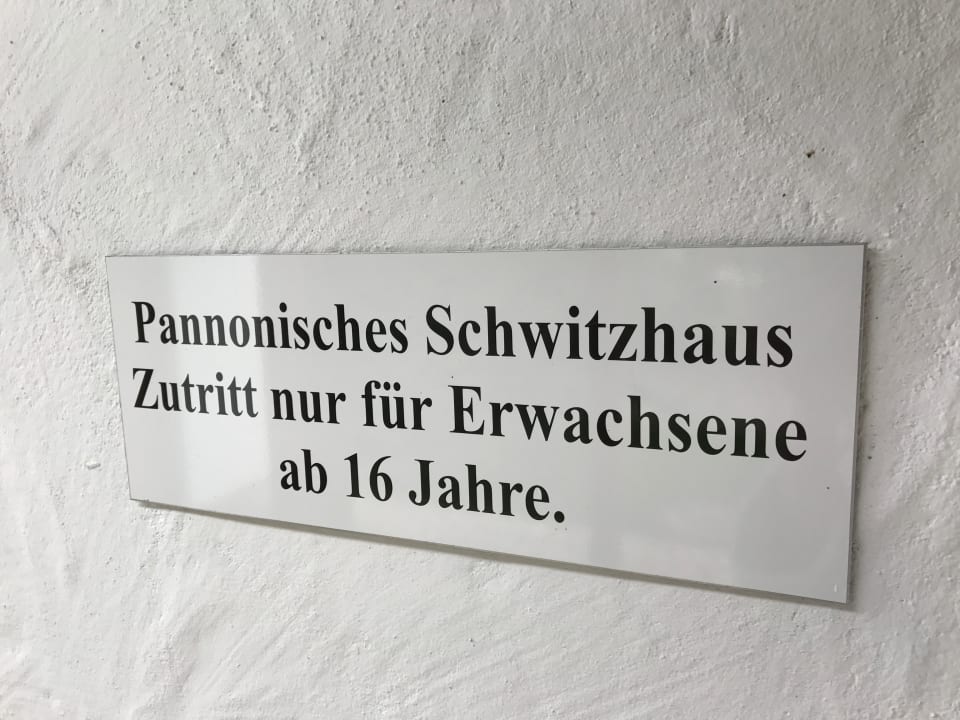 Pannonisches Schwitzhaus
Zutritt nur für Erwachsene
ab 16 Jahre.